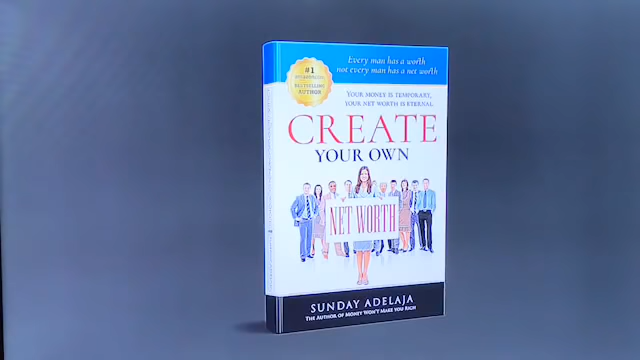 Every man has a worth
not every man has a net worth
#1
BESTSELLING
AUTHOR
YOUR MONEY IS TEMPORARY,
YOUR NET WORTH IS ETERNAL
CREATE
YOUR OWN
NET WORTH
SUNDAY ADELAJA
THE AUTHOR OF MONEY WON'T MAKE YOU RICH